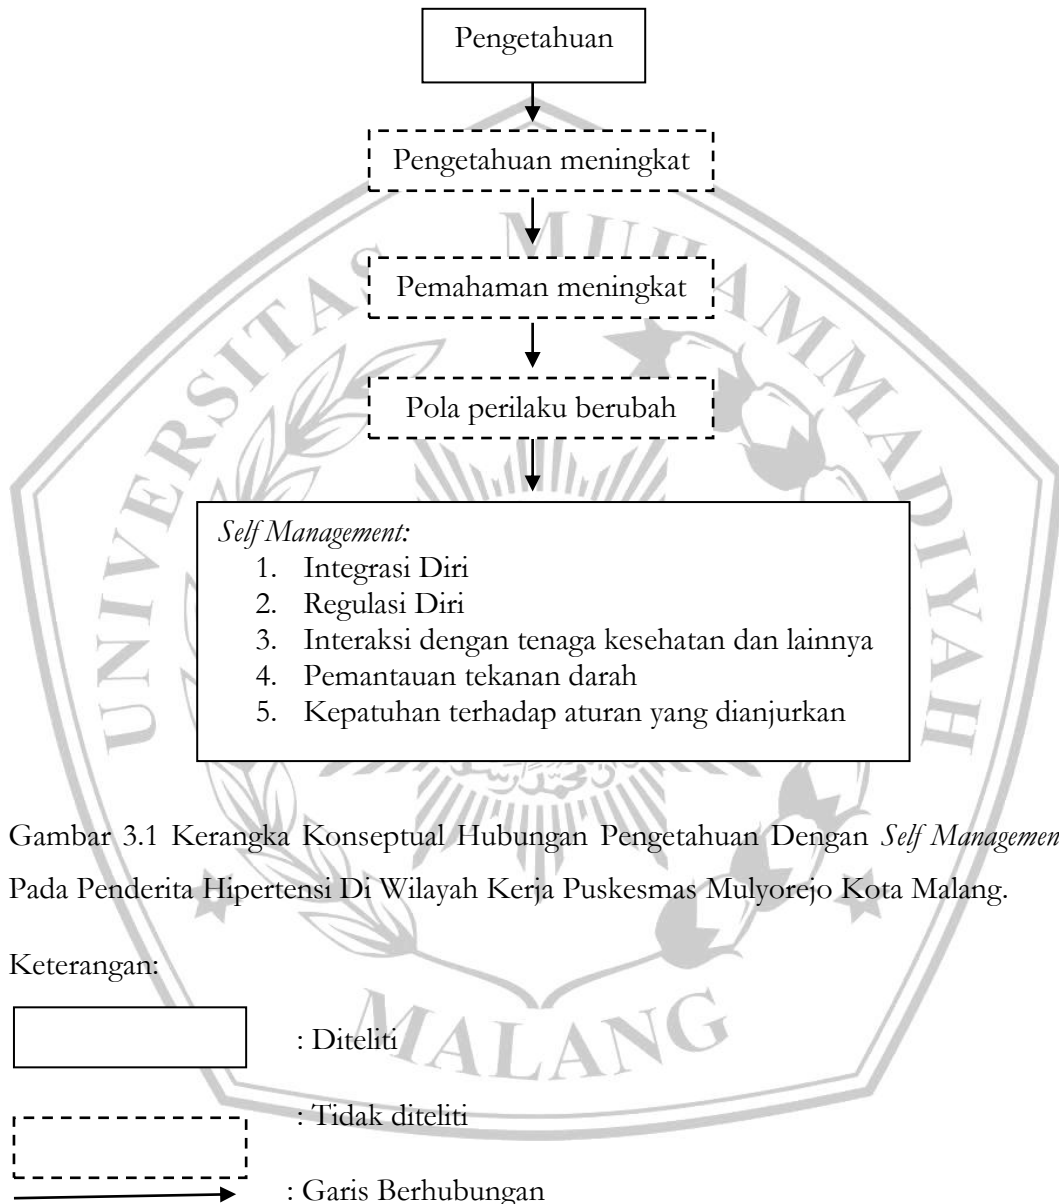 Pengetahuan
Pengetahuan meningkat
Pemahaman meningkat
Pola perilaku berubah
Self Management:
1. Integrasi Diri
2. Regulasi Diri
3. Interaksi dengan tenaga kesehatan dan lainnya
4. Pemantauan tekanan darah
5. Kepatuhan terhadap aturan yang dianjurkan
Gambar 3.1 Kerangka Konseptual Hubungan Pengetahuan Dengan Self Managemen
Pada Penderita Hipertensi Di Wilayah Kerja Puskesmas Mulyorejo Kota Malang.
Keterangan:
: Diteliti
: Tidak diteliti
: Garis Berhubungan
UNIVERSITAS MUHAMMADIYAH
MALANG